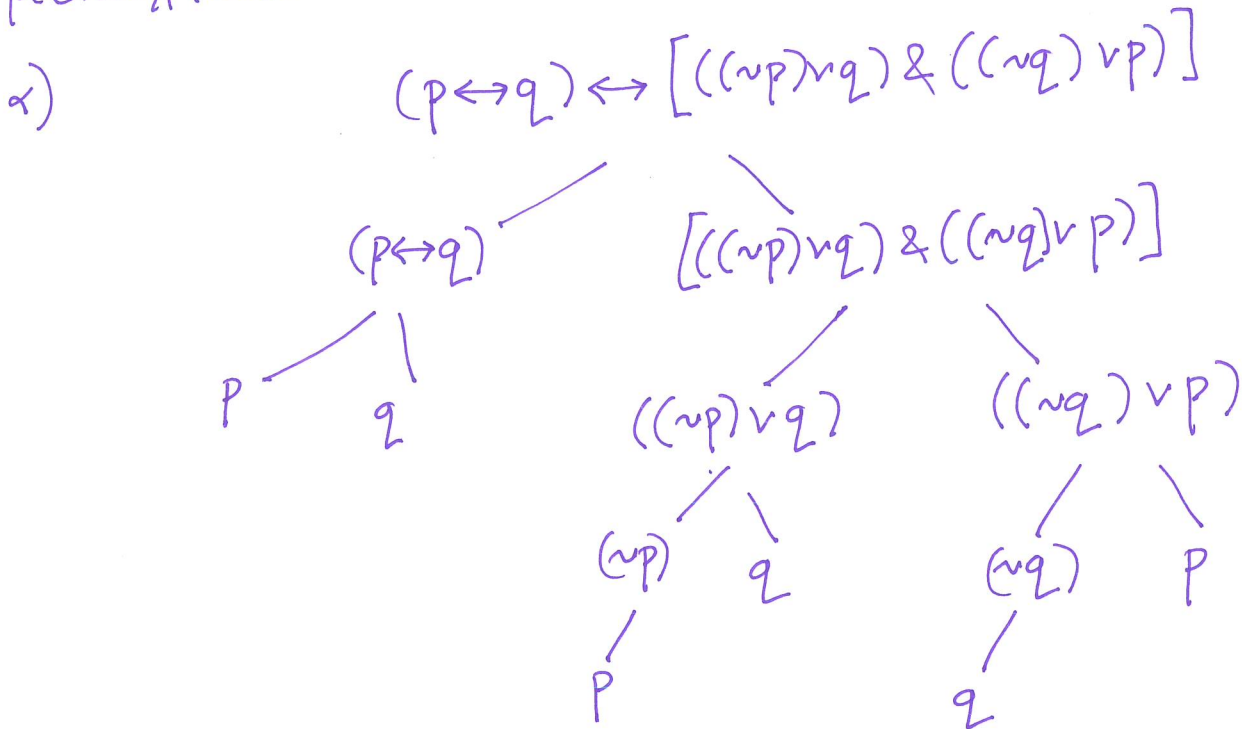 α)
(p↔q)↔[((~p)∨q)&((~q)∨p)]
(p↔q) [((~p)∨q)&((~q)∨p)]
p q ((~p)∨q) ((~q)∨p)
(~p) q (~q) p
p q